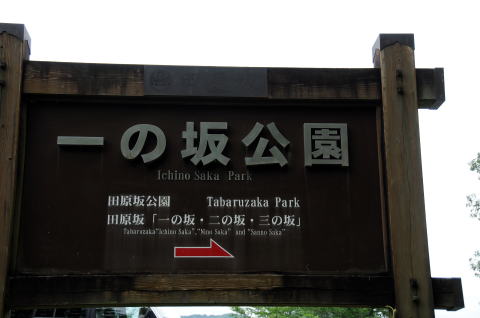 一の坂公園
Ichino Saka Park
田原坂公園 Tabaruzaka Park
田原坂「一の坂・二の坂・三の坂」
Tabaruzaka"Ichino Saka","Nino Saka" and "Sanno Saka"